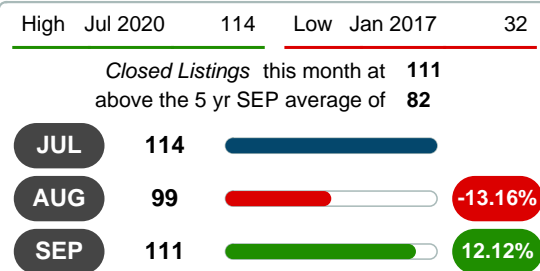 High Jul 2020 114 Low Jan 2017 32
Closed Listings this month at 111
above the 5 yr SEP average of 82
JUL 114
AUG 99 -13.16%
SEP 111 12.12%